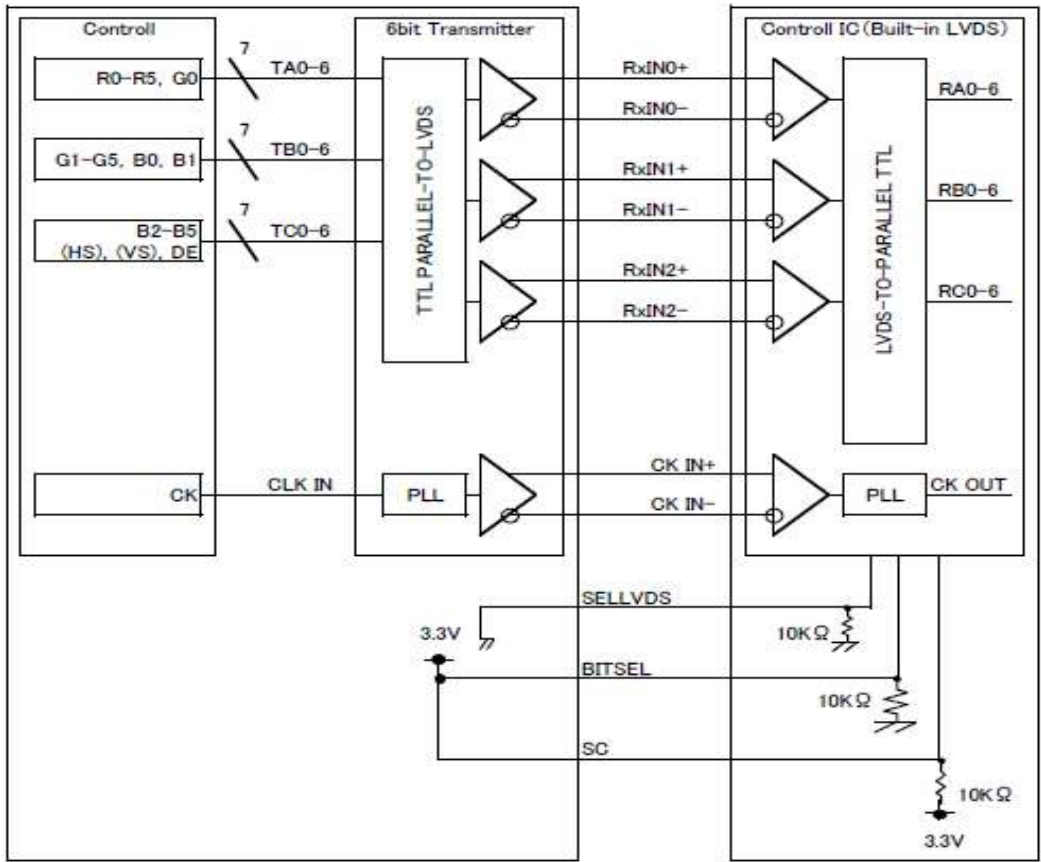 Controll
6bit Transmitter
Controll IC(Built-in LVDS)
R0-R5, G0
7
TA0-6
RxIN0+
RxIN0-
RA0-6
G1-G5, B0, B1
7
TB0-6
RxIN1+
RxIN1-
RB0-6
B2-B5
(HS), (VS), DE
7
TC0-6
RxIN2+
RxIN2-
RC0-6
TTL PARALLEL-TO-LVDS
LVDS-TO-PARALLEL TTL
CK
CLK IN
PLL
CK IN+
CK IN-
PLL
CK OUT
SELLVDS
3.3V
10KΩ
BITSEL
10KΩ
SC
10KΩ
3.3V